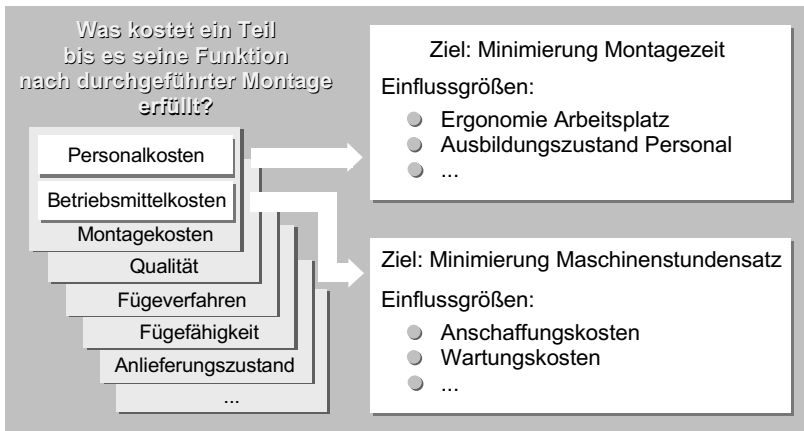 Was kostet ein Teil
bis es seine Funktion
nach durchgeführter Montage
erfüllt?
Personalkosten
Betriebsmittelkosten
Montagekosten
Qualität
Fügeverfahren
Fügefähigkeit
Anlieferungszustand
...
Ziel: Minimierung Montagezeit
Einflussgrößen:
Ergonomie Arbeitsplatz
Ausbildungszustand Personal
...
Ziel: Minimierung Maschinenstundensatz
Einflussgrößen:
Anschaffungskosten
Wartungskosten
...